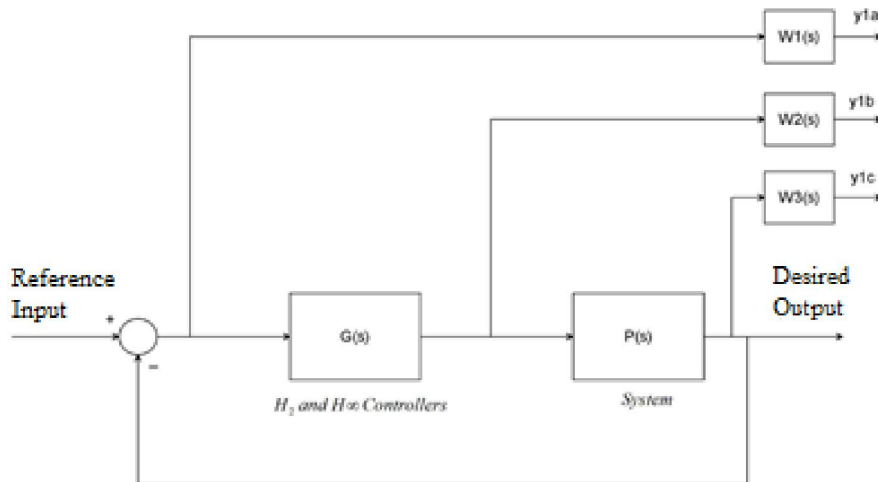 y1a
W1(s)
y1b
W2(s)
y1c
W3(s)
Reference
Input
Desired
Output
+
−
G(s)
P(s)
H₂ and H∞ Controllers
System